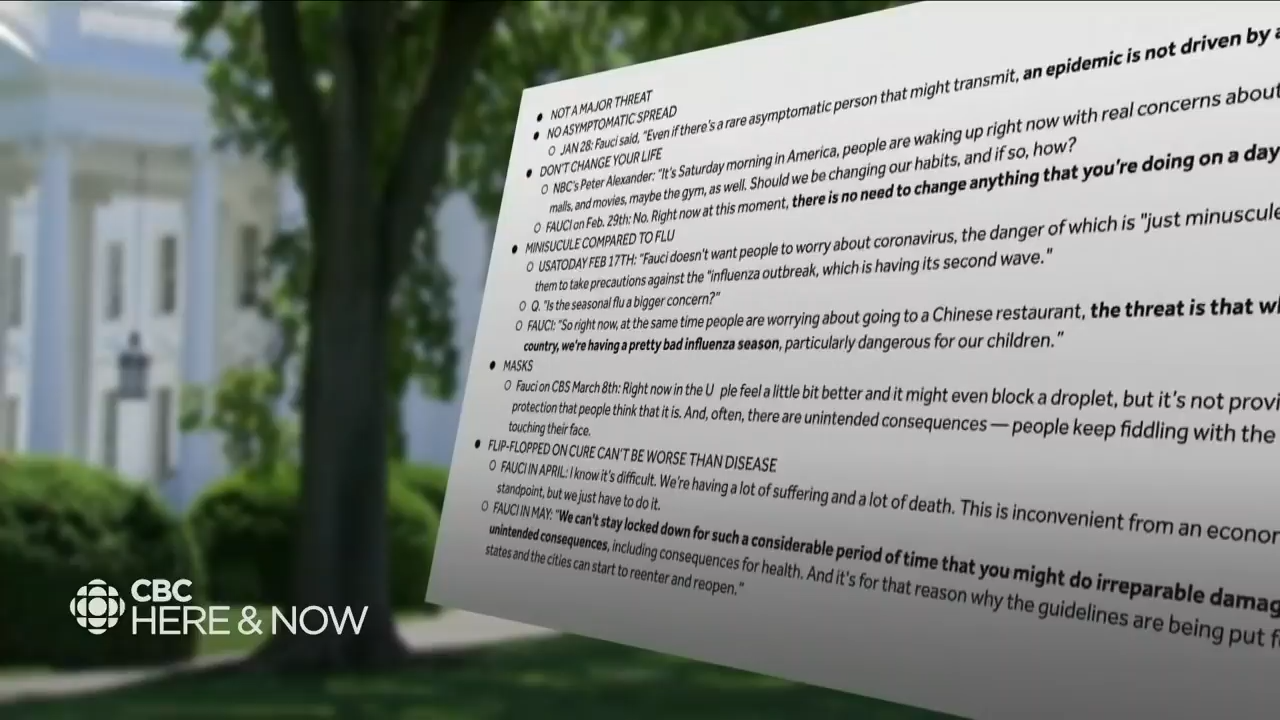 NOT A MAJOR THREAT
NO ASYMPTOMATIC SPREAD
JAN 28: Fauci said, "Even if there's a rare asymptomatic person that might transmit, an epidemic is not driven by a
DON'T CHANGE YOUR LIFE
NBC's Peter Alexander: "It's Saturday morning in America, people are waking up right now with real concerns about
malls, and movies, maybe the gym, as well. Should we be changing our habits, and if so, how?
FAUCI on Feb. 29th: No. Right now at this moment, there is no need to change anything that you're doing on a day
MINISUCULE COMPARED TO FLU
USATODAY FEB 17TH: "Fauci doesn't want people to worry about coronavirus, the danger of which is "just minuscule
them to take precautions against the "influenza outbreak, which is having its second wave."
Q. "Is the seasonal flu a bigger concern?"
FAUCI: "So right now, at the same time people are worrying about going to a Chinese restaurant, the threat is that w
country, we're having a pretty bad influenza season, particularly dangerous for our children."
MASKS
Fauci on CBS March 8th: Right now in the U ple feel a little bit better and it might even block a droplet, but it's not provi
protection that people think that it is. And, often, there are unintended consequences — people keep fiddling with the
touching their face.
FLIP-FLOPPED ON CURE CAN'T BE WORSE THAN DISEASE
FAUCI IN APRIL: I know it's difficult. We're having a lot of suffering and a lot of death. This is inconvenient from an econor
standpoint, but we just have to do it.
FAUCI IN MAY: "We can't stay locked down for such a considerable period of time that you might do irreparable damag
unintended consequences, including consequences for health. And it's for that reason why the guidelines are being put f
states and the cities can start to reenter and reopen."
CBC
HERE & NOW